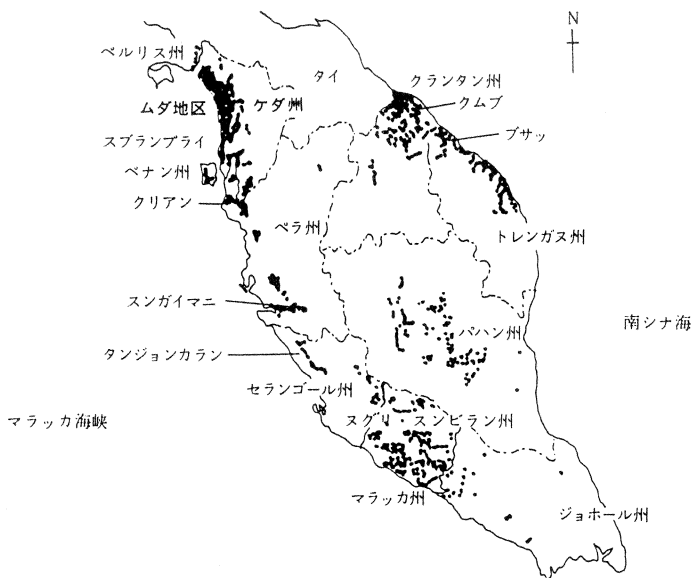 N
ベルリス州
タイ
クランタン州
クムブ
ムダ地区
ケダ州
ブサッ
スブランブライ
ベナン州
クリアン
ベラ州
トレンガヌ州
スンガイマニ
パハン州
南シナ海
タンジョンカラン
セランゴール州
ヌグリ・スンビラン州
マラッカ海峡
マラッカ州
ジョホール州